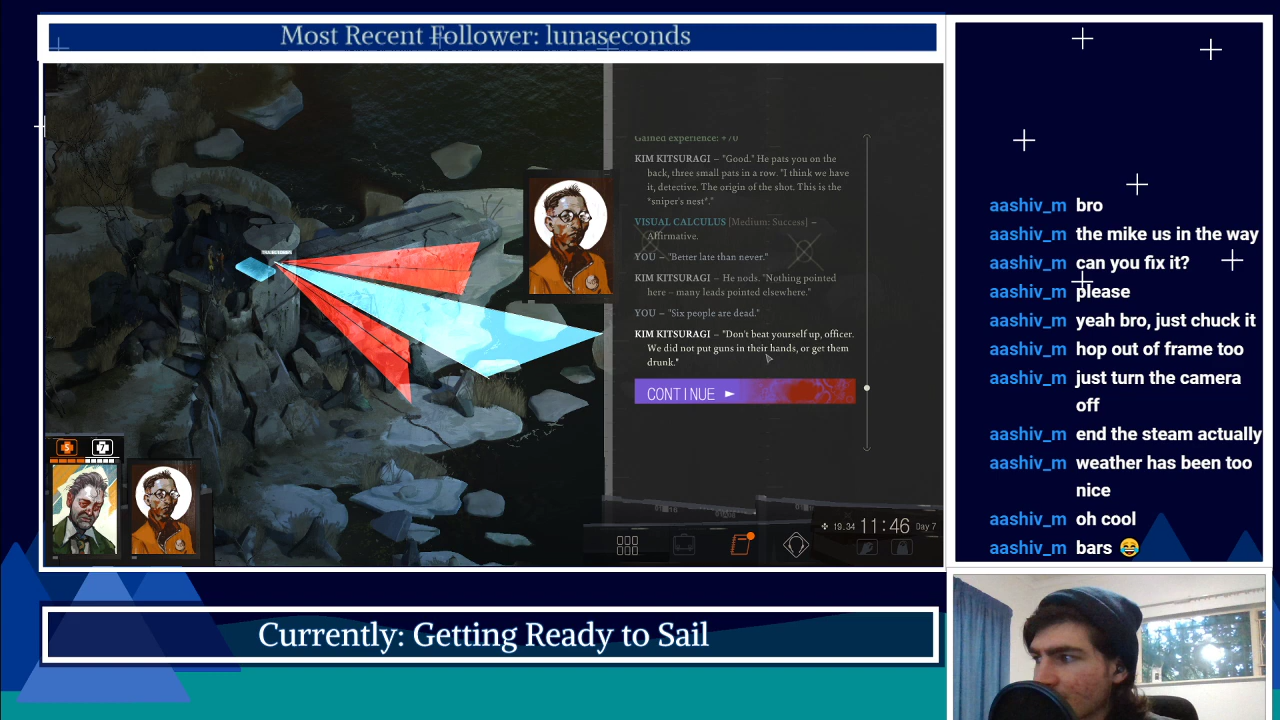 Most Recent Follower: lunaseconds
Gained experience: +70
KIM KITSURAGI – "Good." He pats you on the
back, three small pats in a row. "I think we have
it, detective. The origin of the shot. This is the
*sniper's nest*."
VISUAL CALCULUS [Medium: Success] –
Affirmative.
YOU – "Better late than never."
KIM KITSURAGI – He nods. "Nothing pointed
here – many leads pointed elsewhere."
YOU – "Six people are dead."
KIM KITSURAGI – "Don't beat yourself up, officer.
We did not put guns in their hands, or get them
drunk."
CONTINUE
5 7
19.34 11:46 Day 7
Currently: Getting Ready to Sail
aashiv_m bro
aashiv_m the mike us in the way
aashiv_m can you fix it?
aashiv_m please
aashiv_m yeah bro, just chuck it
aashiv_m hop out of frame too
aashiv_m just turn the camera
off
aashiv_m end the steam actually
aashiv_m weather has been too
nice
aashiv_m oh cool
aashiv_m bars 😂